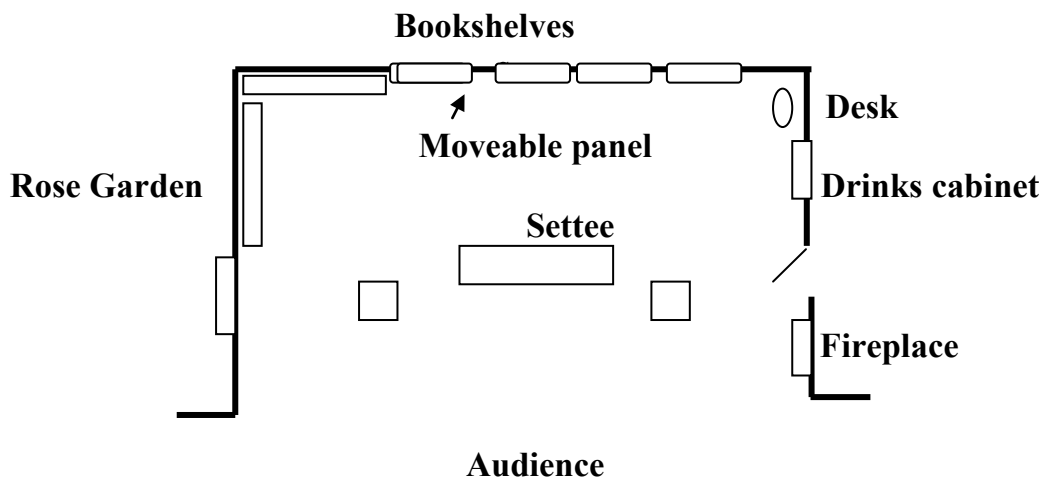 Bookshelves
Desk
Moveable panel
Rose Garden
Drinks cabinet
Settee
Fireplace
Audience